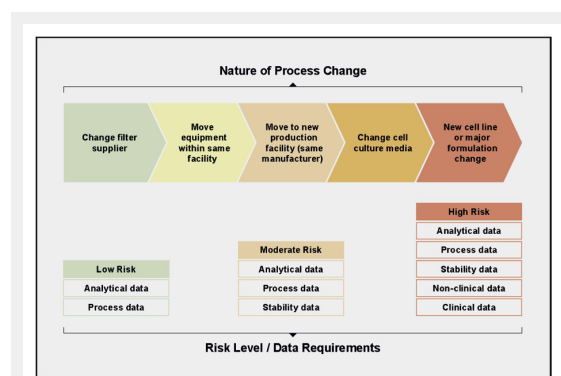 Nature of Process Change
Change filter
supplier
Move
equipment
within same
facility
Move to new
production
facility (same
manufacturer)
Change cell
culture media
New cell line
or major
formulation
change
Low Risk
Analytical data
Process data
Moderate Risk
Analytical data
Process data
Stability data
High Risk
Analytical data
Process data
Stability data
Non-clinical data
Clinical data
Risk Level / Data Requirements